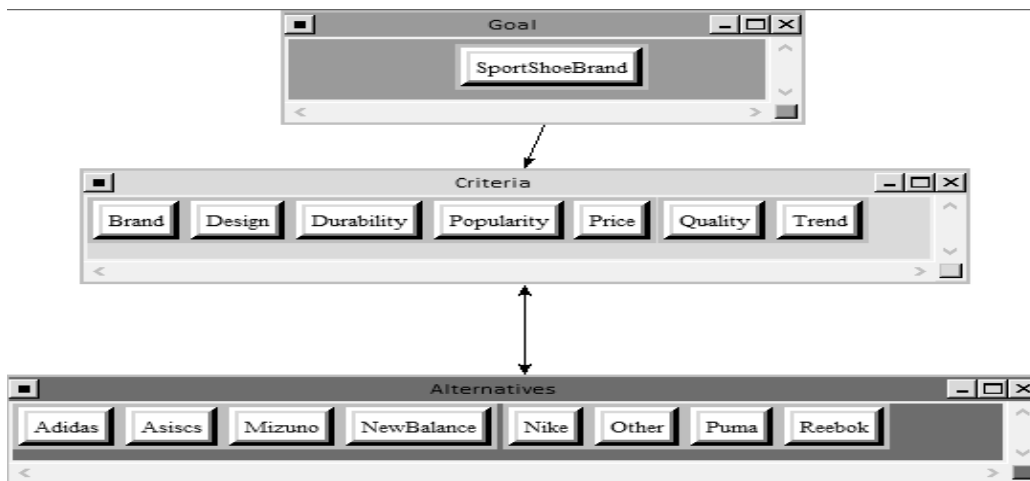 Goal
SportShoeBrand
Criteria
Brand Design Durability Popularity Price Quality Trend
Alternatives
Adidas Asiscs Mizuno NewBalance Nike Other Puma Reebok